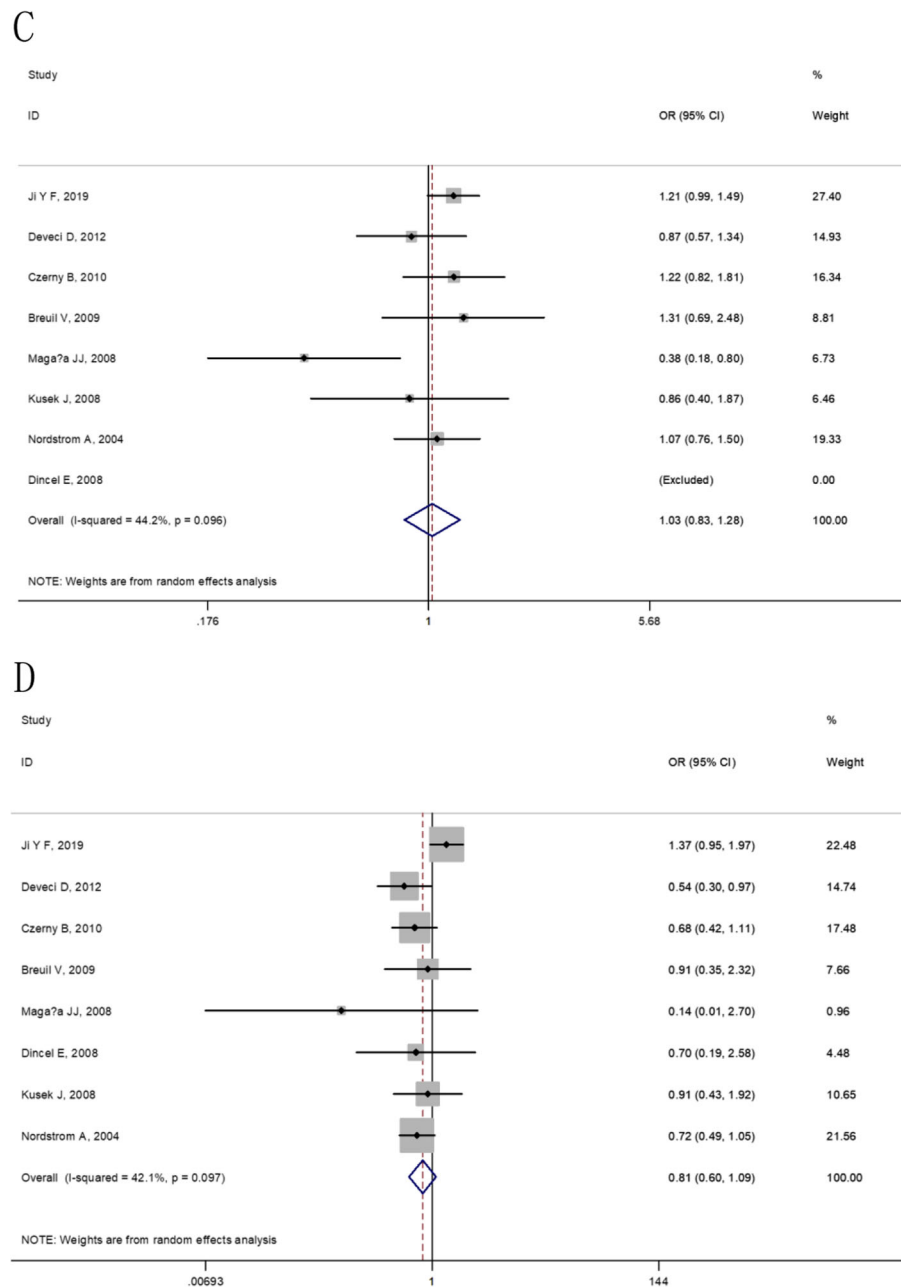 C
Study %
ID OR (95% CI) Weight
Ji Y F, 2019 1.21 (0.99, 1.49) 27.40
Deveci D, 2012 0.87 (0.57, 1.34) 14.93
Czerny B, 2010 1.22 (0.82, 1.81) 16.34
Breuil V, 2009 1.31 (0.69, 2.48) 8.81
Maga?a JJ, 2008 0.38 (0.18, 0.80) 6.73
Kusek J, 2008 0.86 (0.40, 1.87) 6.46
Nordstrom A, 2004 1.07 (0.76, 1.50) 19.33
Dincel E, 2008 (Excluded) 0.00
Overall (I-squared = 44.2%, p = 0.096) 1.03 (0.83, 1.28) 100.00
NOTE: Weights are from random effects analysis
.176 1 5.68
D
Study %
ID OR (95% CI) Weight
Ji Y F, 2019 1.37 (0.95, 1.97) 22.48
Deveci D, 2012 0.54 (0.30, 0.97) 14.74
Czerny B, 2010 0.68 (0.42, 1.11) 17.48
Breuil V, 2009 0.91 (0.35, 2.32) 7.66
Maga?a JJ, 2008 0.14 (0.01, 2.70) 0.96
Dincel E, 2008 0.70 (0.19, 2.58) 4.48
Kusek J, 2008 0.91 (0.43, 1.92) 10.65
Nordstrom A, 2004 0.72 (0.49, 1.05) 21.56
Overall (I-squared = 42.1%, p = 0.097) 0.81 (0.60, 1.09) 100.00
NOTE: Weights are from random effects analysis
.00693 1 144